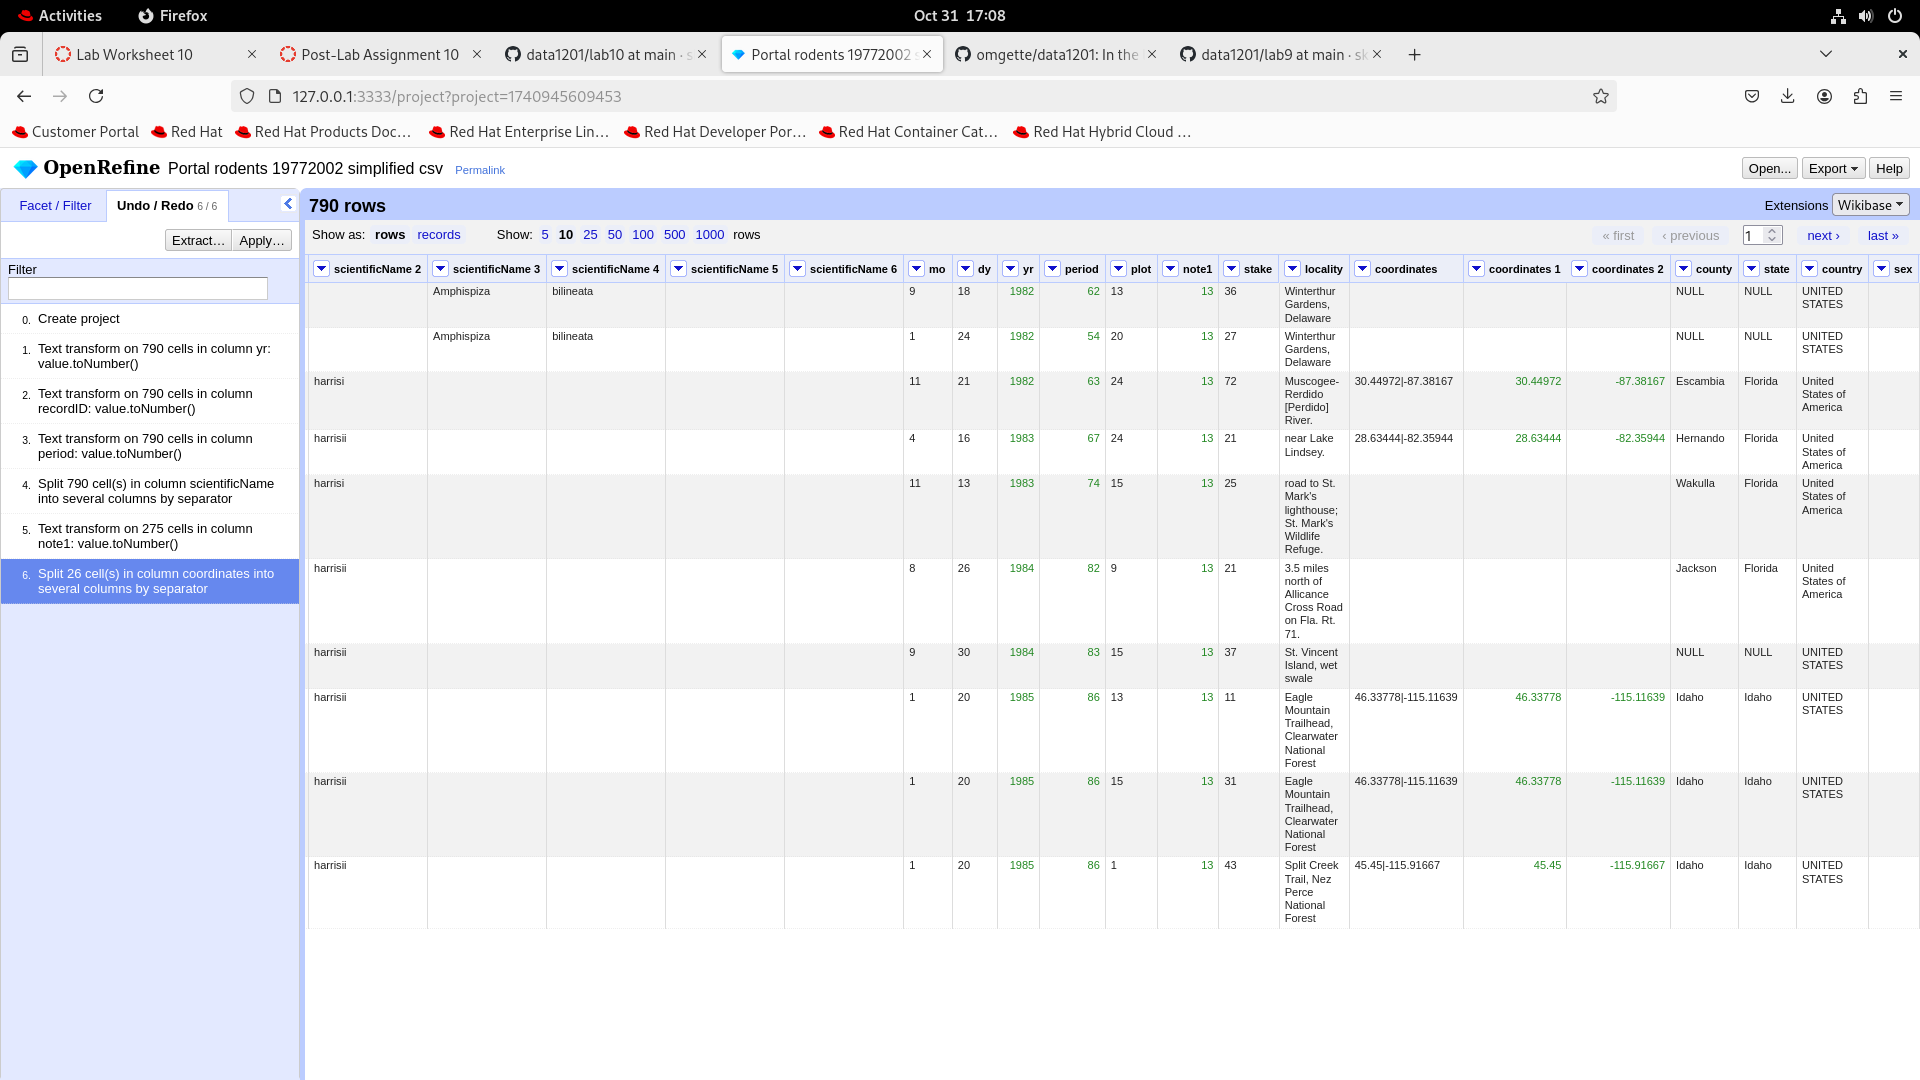 Activities Firefox Oct 31 17:08
Lab Worksheet 10 Post-Lab Assignment 10 data1201/lab10 at main · s Portal rodents 19772002 omgette/data1201: In the data1201/lab9 at main · sk
127.0.0.1:3333/project?project=1740945609453
Customer Portal Red Hat Red Hat Products Doc… Red Hat Enterprise Lin… Red Hat Developer Por… Red Hat Container Cat… Red Hat Hybrid Cloud …
OpenRefine Portal rodents 19772002 simplified csv Permalink Open... Export Help
Facet / Filter Undo / Redo 6 / 6
Extract… Apply…
Filter
0. Create project
1. Text transform on 790 cells in column yr:
value.toNumber()
2. Text transform on 790 cells in column
recordID: value.toNumber()
3. Text transform on 790 cells in column
period: value.toNumber()
4. Split 790 cell(s) in column scientificName
into several columns by separator
5. Text transform on 275 cells in column
note1: value.toNumber()
6. Split 26 cell(s) in column coordinates into
several columns by separator
790 rows Extensions Wikibase
Show as: rows records Show: 5 10 25 50 100 500 1000 rows « first ‹ previous 1 next › last »
scientificName 2 scientificName 3 scientificName 4 scientificName 5 scientificName 6 mo dy yr period plot note1 stake locality coordinates coordinates 1 coordinates 2 county state country sex
Amphispiza bilineata 9 18 1982 62 13 13 36 Winterthur NULL NULL UNITED
Gardens, STATES
Delaware
Amphispiza bilineata 1 24 1982 54 20 13 27 Winterthur NULL NULL UNITED
Gardens, STATES
Delaware
harrisi 11 21 1982 63 24 13 72 Muscogee- 30.44972|-87.38167 30.44972 -87.38167 Escambia Florida United
Rerdido States of
[Perdido] America
River.
harrisii 4 16 1983 67 24 13 21 near Lake 28.63444|-82.35944 28.63444 -82.35944 Hernando Florida United
Lindsey. States of
America
harrisi 11 13 1983 74 15 13 25 road to St. Wakulla Florida United
Mark's States of
lighthouse; America
St. Mark's
Wildlife
Refuge.
harrisii 8 26 1984 82 9 13 21 3.5 miles Jackson Florida United
north of States of
Allicance America
Cross Road
on Fla. Rt.
71.
harrisii 9 30 1984 83 15 13 37 St. Vincent NULL NULL UNITED
Island, wet STATES
swale
harrisii 1 20 1985 86 13 13 11 Eagle 46.33778|-115.11639 46.33778 -115.11639 Idaho Idaho UNITED
Mountain STATES
Trailhead,
Clearwater
National
Forest
harrisii 1 20 1985 86 15 13 31 Eagle 46.33778|-115.11639 46.33778 -115.11639 Idaho Idaho UNITED
Mountain STATES
Trailhead,
Clearwater
National
Forest
harrisii 1 20 1985 86 1 13 43 Split Creek 45.45|-115.91667 45.45 -115.91667 Idaho Idaho UNITED
Trail, Nez STATES
Perce
National
Forest